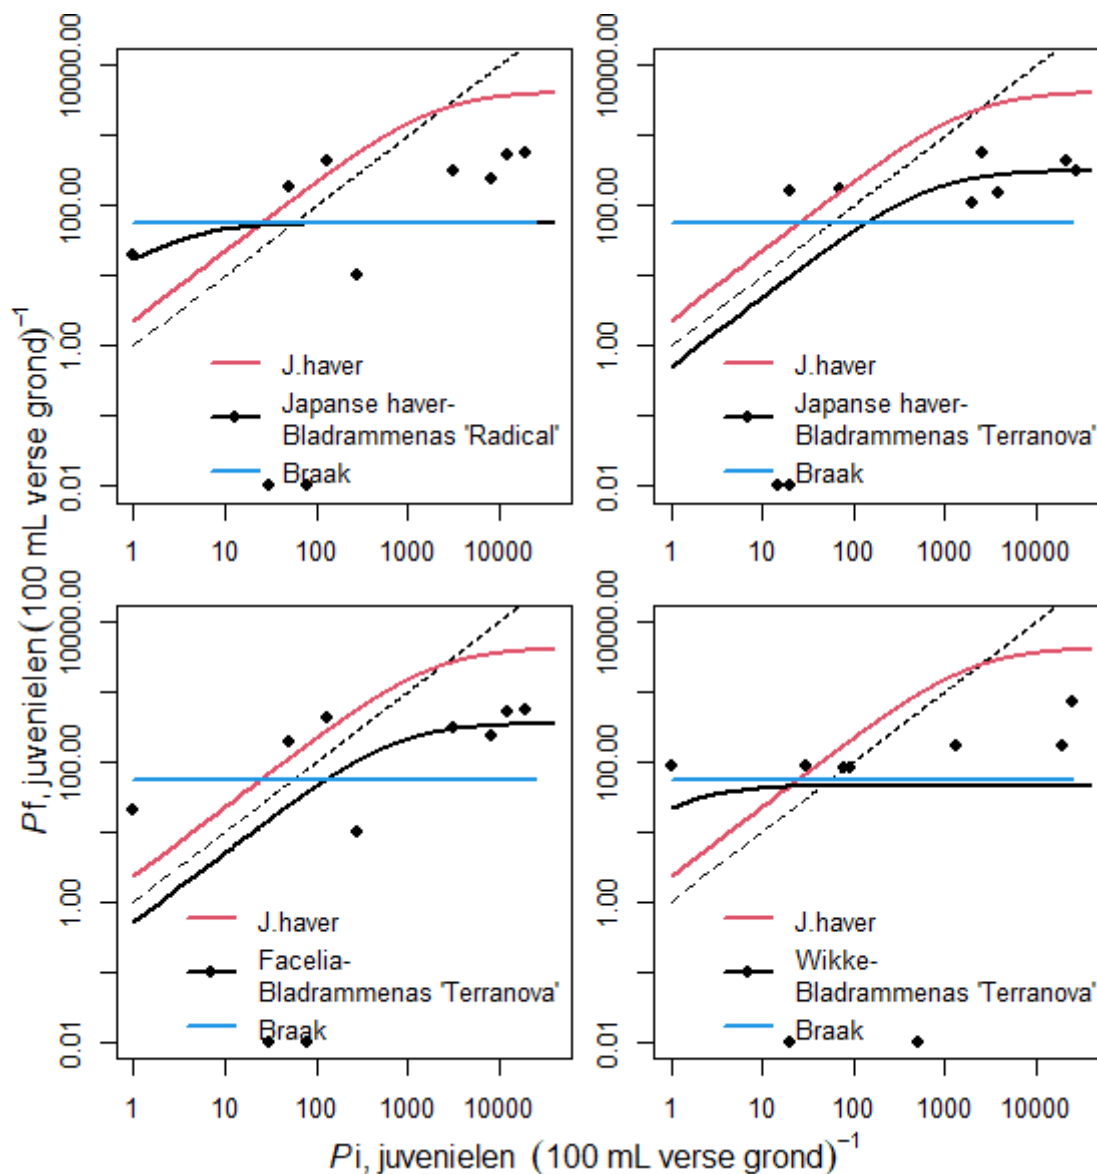 10000.00
100.00
1.00
0.01
J.haver
Japanse haver-
Bladrammenas 'Radical'
Braak
1 10 100 1000 10000
10000.00
100.00
1.00
0.01
J.haver
Japanse haver-
Bladrammenas 'Terranova'
Braak
1 10 100 1000 10000
Pf, juvenielen (100 mL verse grond)⁻¹
10000.00
100.00
1.00
0.01
J.haver
Facelia-
Bladrammenas 'Terranova'
Braak
1 10 100 1000 10000
10000.00
100.00
1.00
0.01
J.haver
Wikke-
Bladrammenas 'Terranova'
Braak
1 10 100 1000 10000
Pi, juvenielen (100 mL verse grond)⁻¹